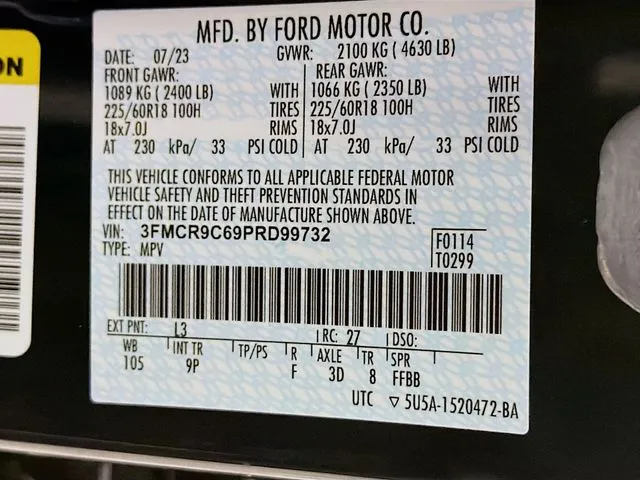 ON
MFD. BY FORD MOTOR CO.
DATE: 07/23 GVWR: 2100 KG ( 4630 LB)
FRONT GAWR: REAR GAWR:
1089 KG ( 2400 LB) WITH 1066 KG ( 2350 LB) WITH
225/60R18 100H TIRES 225/60R18 100H TIRES
18x7.0J RIMS 18x7.0J RIMS
AT 230 kPa/ 33 PSI COLD AT 230 kPa/ 33 PSI COLD
THIS VEHICLE CONFORMS TO ALL APPLICABLE FEDERAL MOTOR
VEHICLE SAFETY AND THEFT PREVENTION STANDARDS IN
EFFECT ON THE DATE OF MANUFACTURE SHOWN ABOVE.
VIN: 3FMCR9C69PRD99732 F0114
TYPE: MPV T0299
EXT PNT: L3 RC: 27 DSO:
WB INT TR TP/PS R AXLE TR SPR
105 9P F 3D 8 FFBB
UTC ▽ 5U5A-1520472-BA